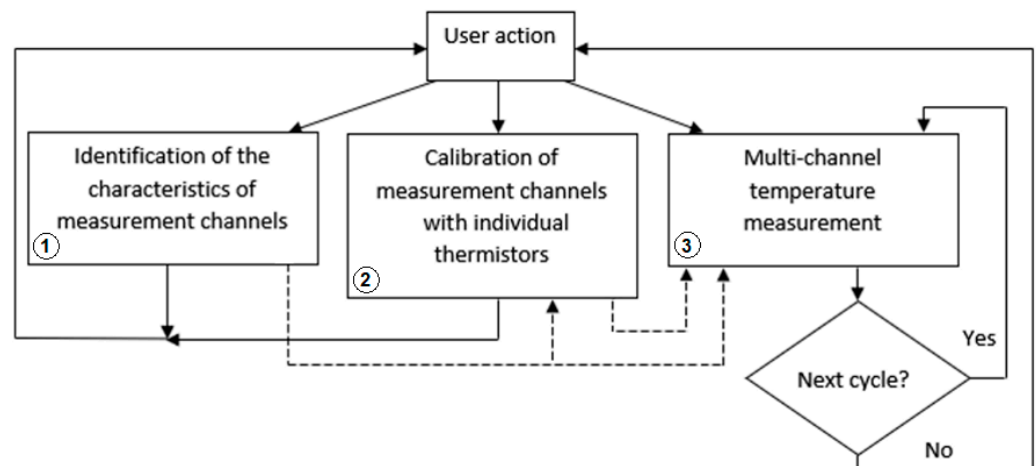 User action
Identification of the
characteristics of
measurement channels
1
Calibration of
measurement channels
with individual
thermistors
2
Multi-channel
temperature
measurement
3
Next cycle?
Yes
No